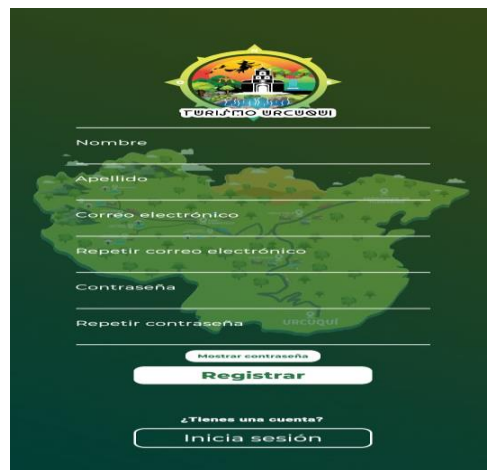 TURISMO URCUQUI
Nombre
Apellido
Correo electrónico
Repetir correo electrónico
Contraseña
Repetir contraseña
URCUQUÍ
Mostrar contraseña
Registrar
¿Tienes una cuenta?
Inicia sesión